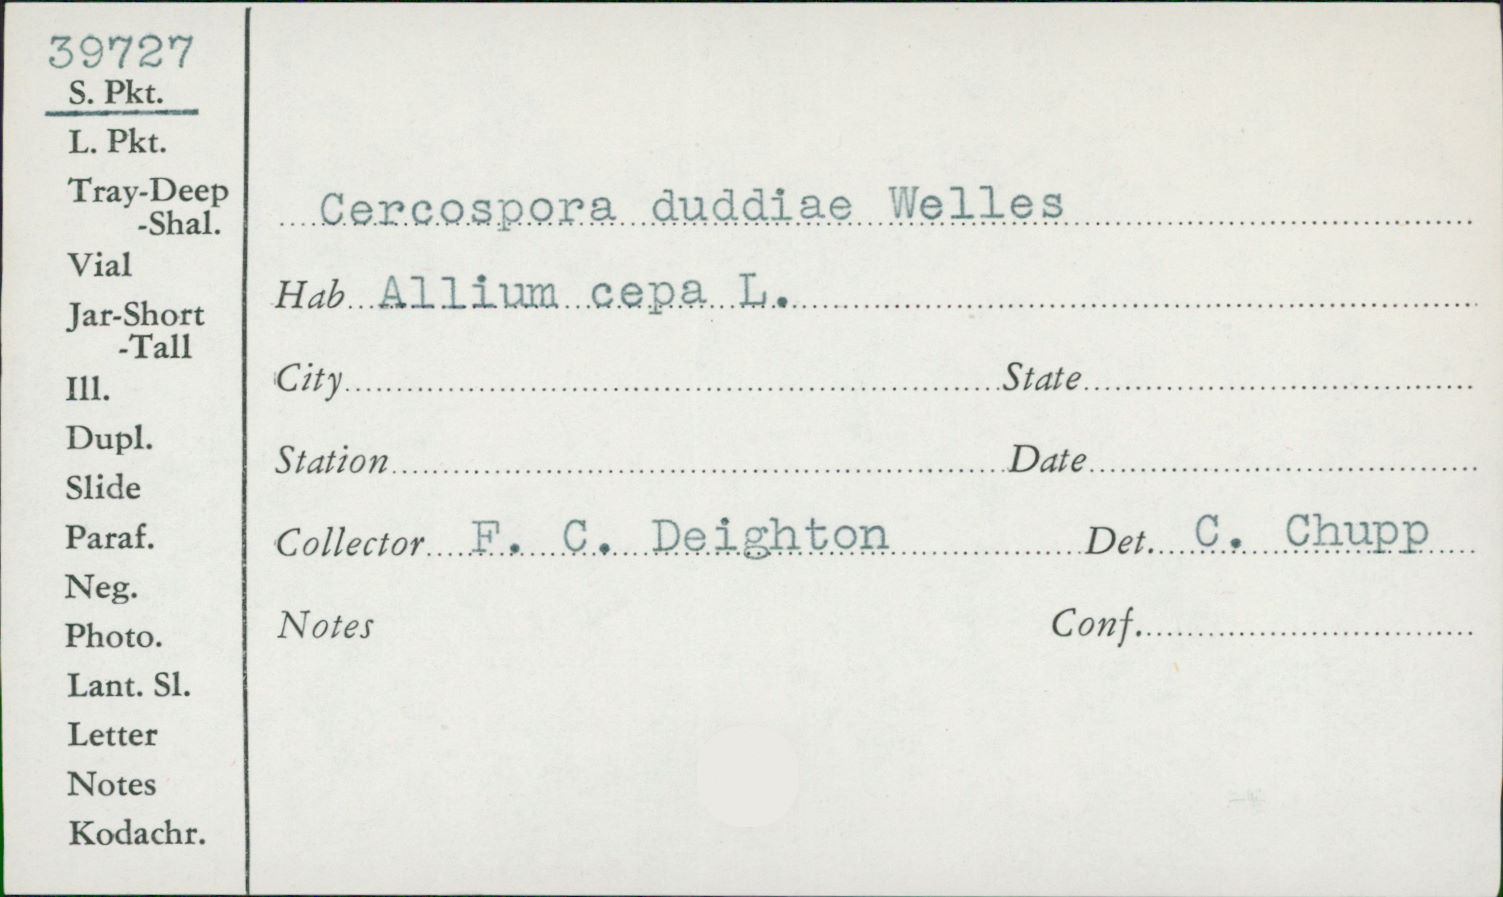 39727
S. Pkt.
L. Pkt.
Tray-Deep
-Shal.
Vial
Jar-Short
-Tall
Ill.
Dupl.
Slide
Paraf.
Neg.
Photo.
Lant. Sl.
Letter
Notes
Kodachr.
Cercospora duddiae Welles
Hab Allium cepa L.
City State
Station Date
Collector F. C. Deighton Det. C. Chupp
Notes Conf.